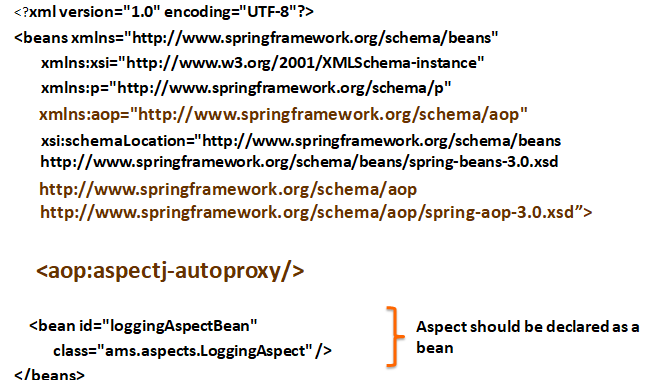 <?xml version="1.0" encoding="UTF-8"?>
<beans xmlns="http://www.springframework.org/schema/beans"
xmlns:xsi="http://www.w3.org/2001/XMLSchema-instance"
xmlns:p="http://www.springframework.org/schema/p"
xmlns:aop="http://www.springframework.org/schema/aop"
xsi:schemaLocation="http://www.springframework.org/schema/beans
http://www.springframework.org/schema/beans/spring-beans-3.0.xsd
http://www.springframework.org/schema/aop
http://www.springframework.org/schema/aop/spring-aop-3.0.xsd”>
<aop:aspectj-autoproxy/>
<bean id="loggingAspectBean"
class="ams.aspects.LoggingAspect" />
Aspect should be declared as a
bean
</beans>